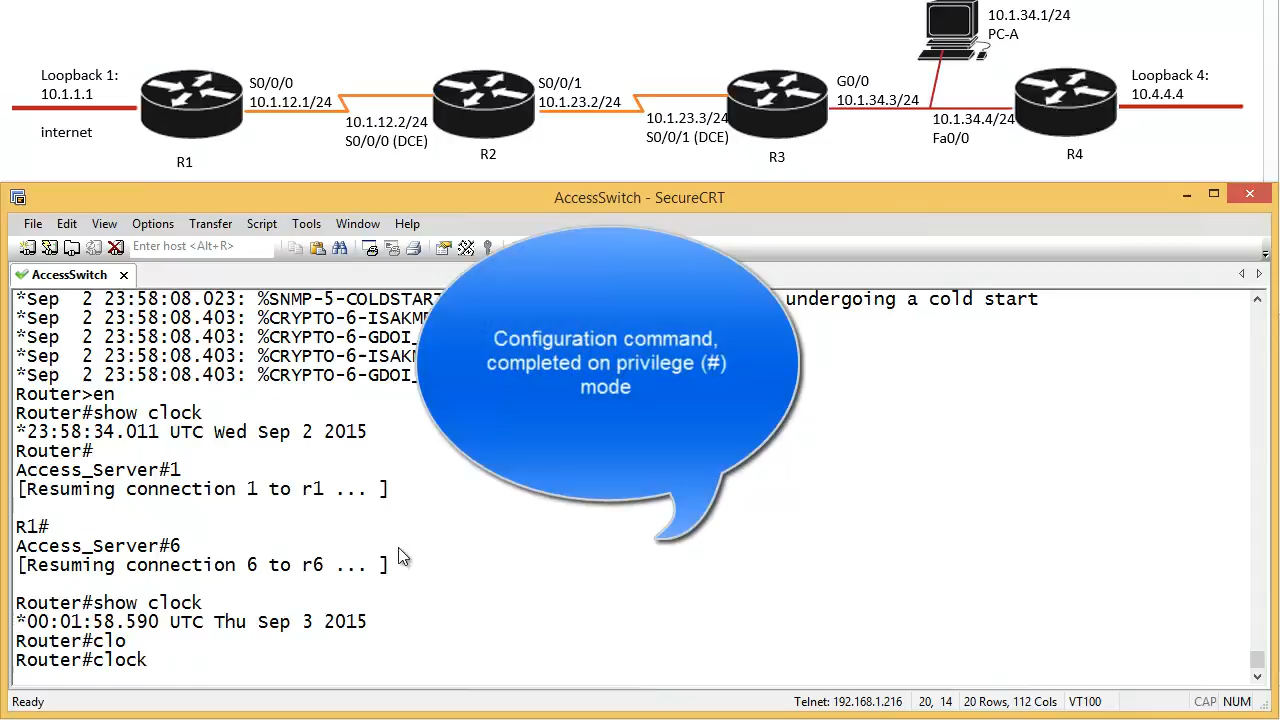 10.1.34.1/24
PC-A
Loopback 1:
10.1.1.1
internet
S0/0/0
10.1.12.1/24
10.1.12.2/24
S0/0/0 (DCE)
S0/0/1
10.1.23.2/24
10.1.23.3/24
S0/0/1 (DCE)
G0/0
10.1.34.3/24
10.1.34.4/24
Fa0/0
Loopback 4:
10.4.4.4
R1
R2
R3
R4
AccessSwitch - SecureCRT
File Edit View Options Transfer Script Tools Window Help
Enter host <Alt+R>
AccessSwitch
*Sep  2 23:58:08.023: %SNMP-5-COLDSTART undergoing a cold start
*Sep  2 23:58:08.403: %CRYPTO-6-ISAKMP
*Sep  2 23:58:08.403: %CRYPTO-6-GDOI_
*Sep  2 23:58:08.403: %CRYPTO-6-ISAKM
*Sep  2 23:58:08.403: %CRYPTO-6-GDOI_
Router>en
Router#show clock
*23:58:34.011 UTC Wed Sep 2 2015
Router#
Access_Server#1
[Resuming connection 1 to r1 ... ]
R1#
Access_Server#6
[Resuming connection 6 to r6 ... ]
Router#show clock
*00:01:58.590 UTC Thu Sep 3 2015
Router#clo
Router#clock
Configuration command,
completed on privilege (#)
mode
Ready
Telnet: 192.168.1.216
20, 14
20 Rows, 112 Cols
VT100
CAP NUM